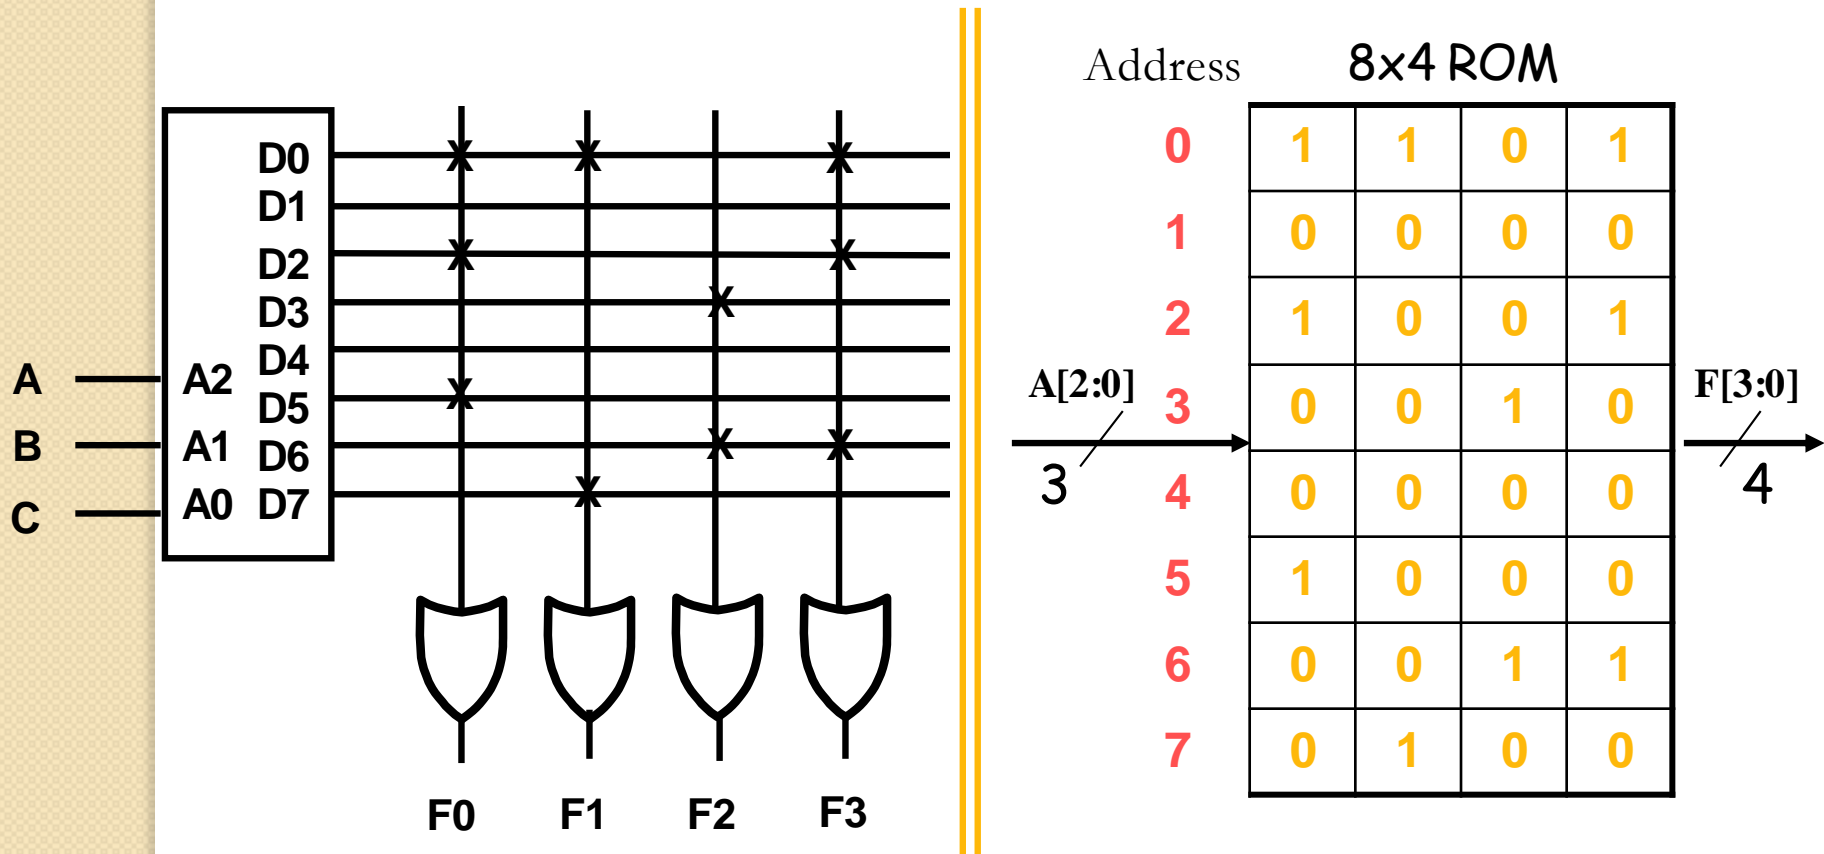 D0
D1
D2
D3
D4
D5
D6
D7
A A2
B A1
C A0
X X X
X X
X
X
X X
X
F0 F1 F2 F3
Address 8x4 ROM
0 1 1 0 1
1 0 0 0 0
2 1 0 0 1
3 0 0 1 0
4 0 0 0 0
5 1 0 0 0
6 0 0 1 1
7 0 1 0 0
A[2:0]
3
F[3:0]
4